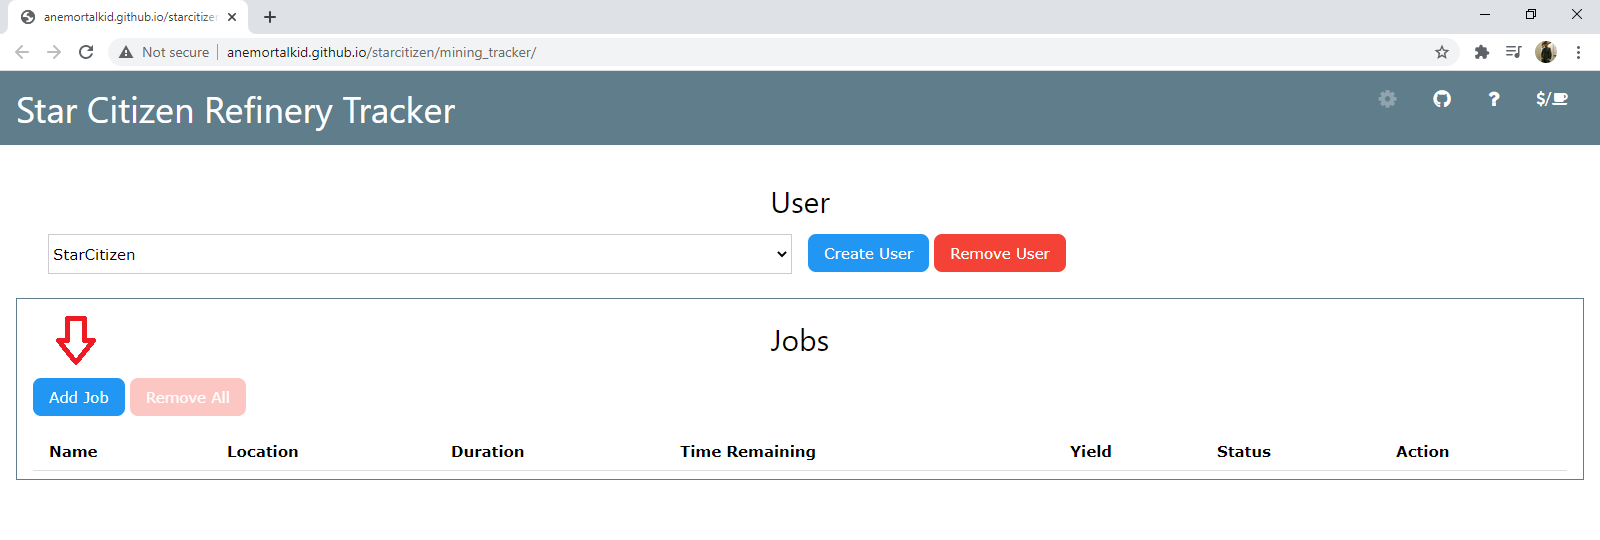 anemortalkid.github.io/starcitizen
Not secure
anemortalkid.github.io/starcitizen/mining_tracker/
Star Citizen Refinery Tracker
? $/
User
StarCitizen
Create User Remove User
Jobs
Add Job Remove All
Name Location Duration Time Remaining Yield Status Action